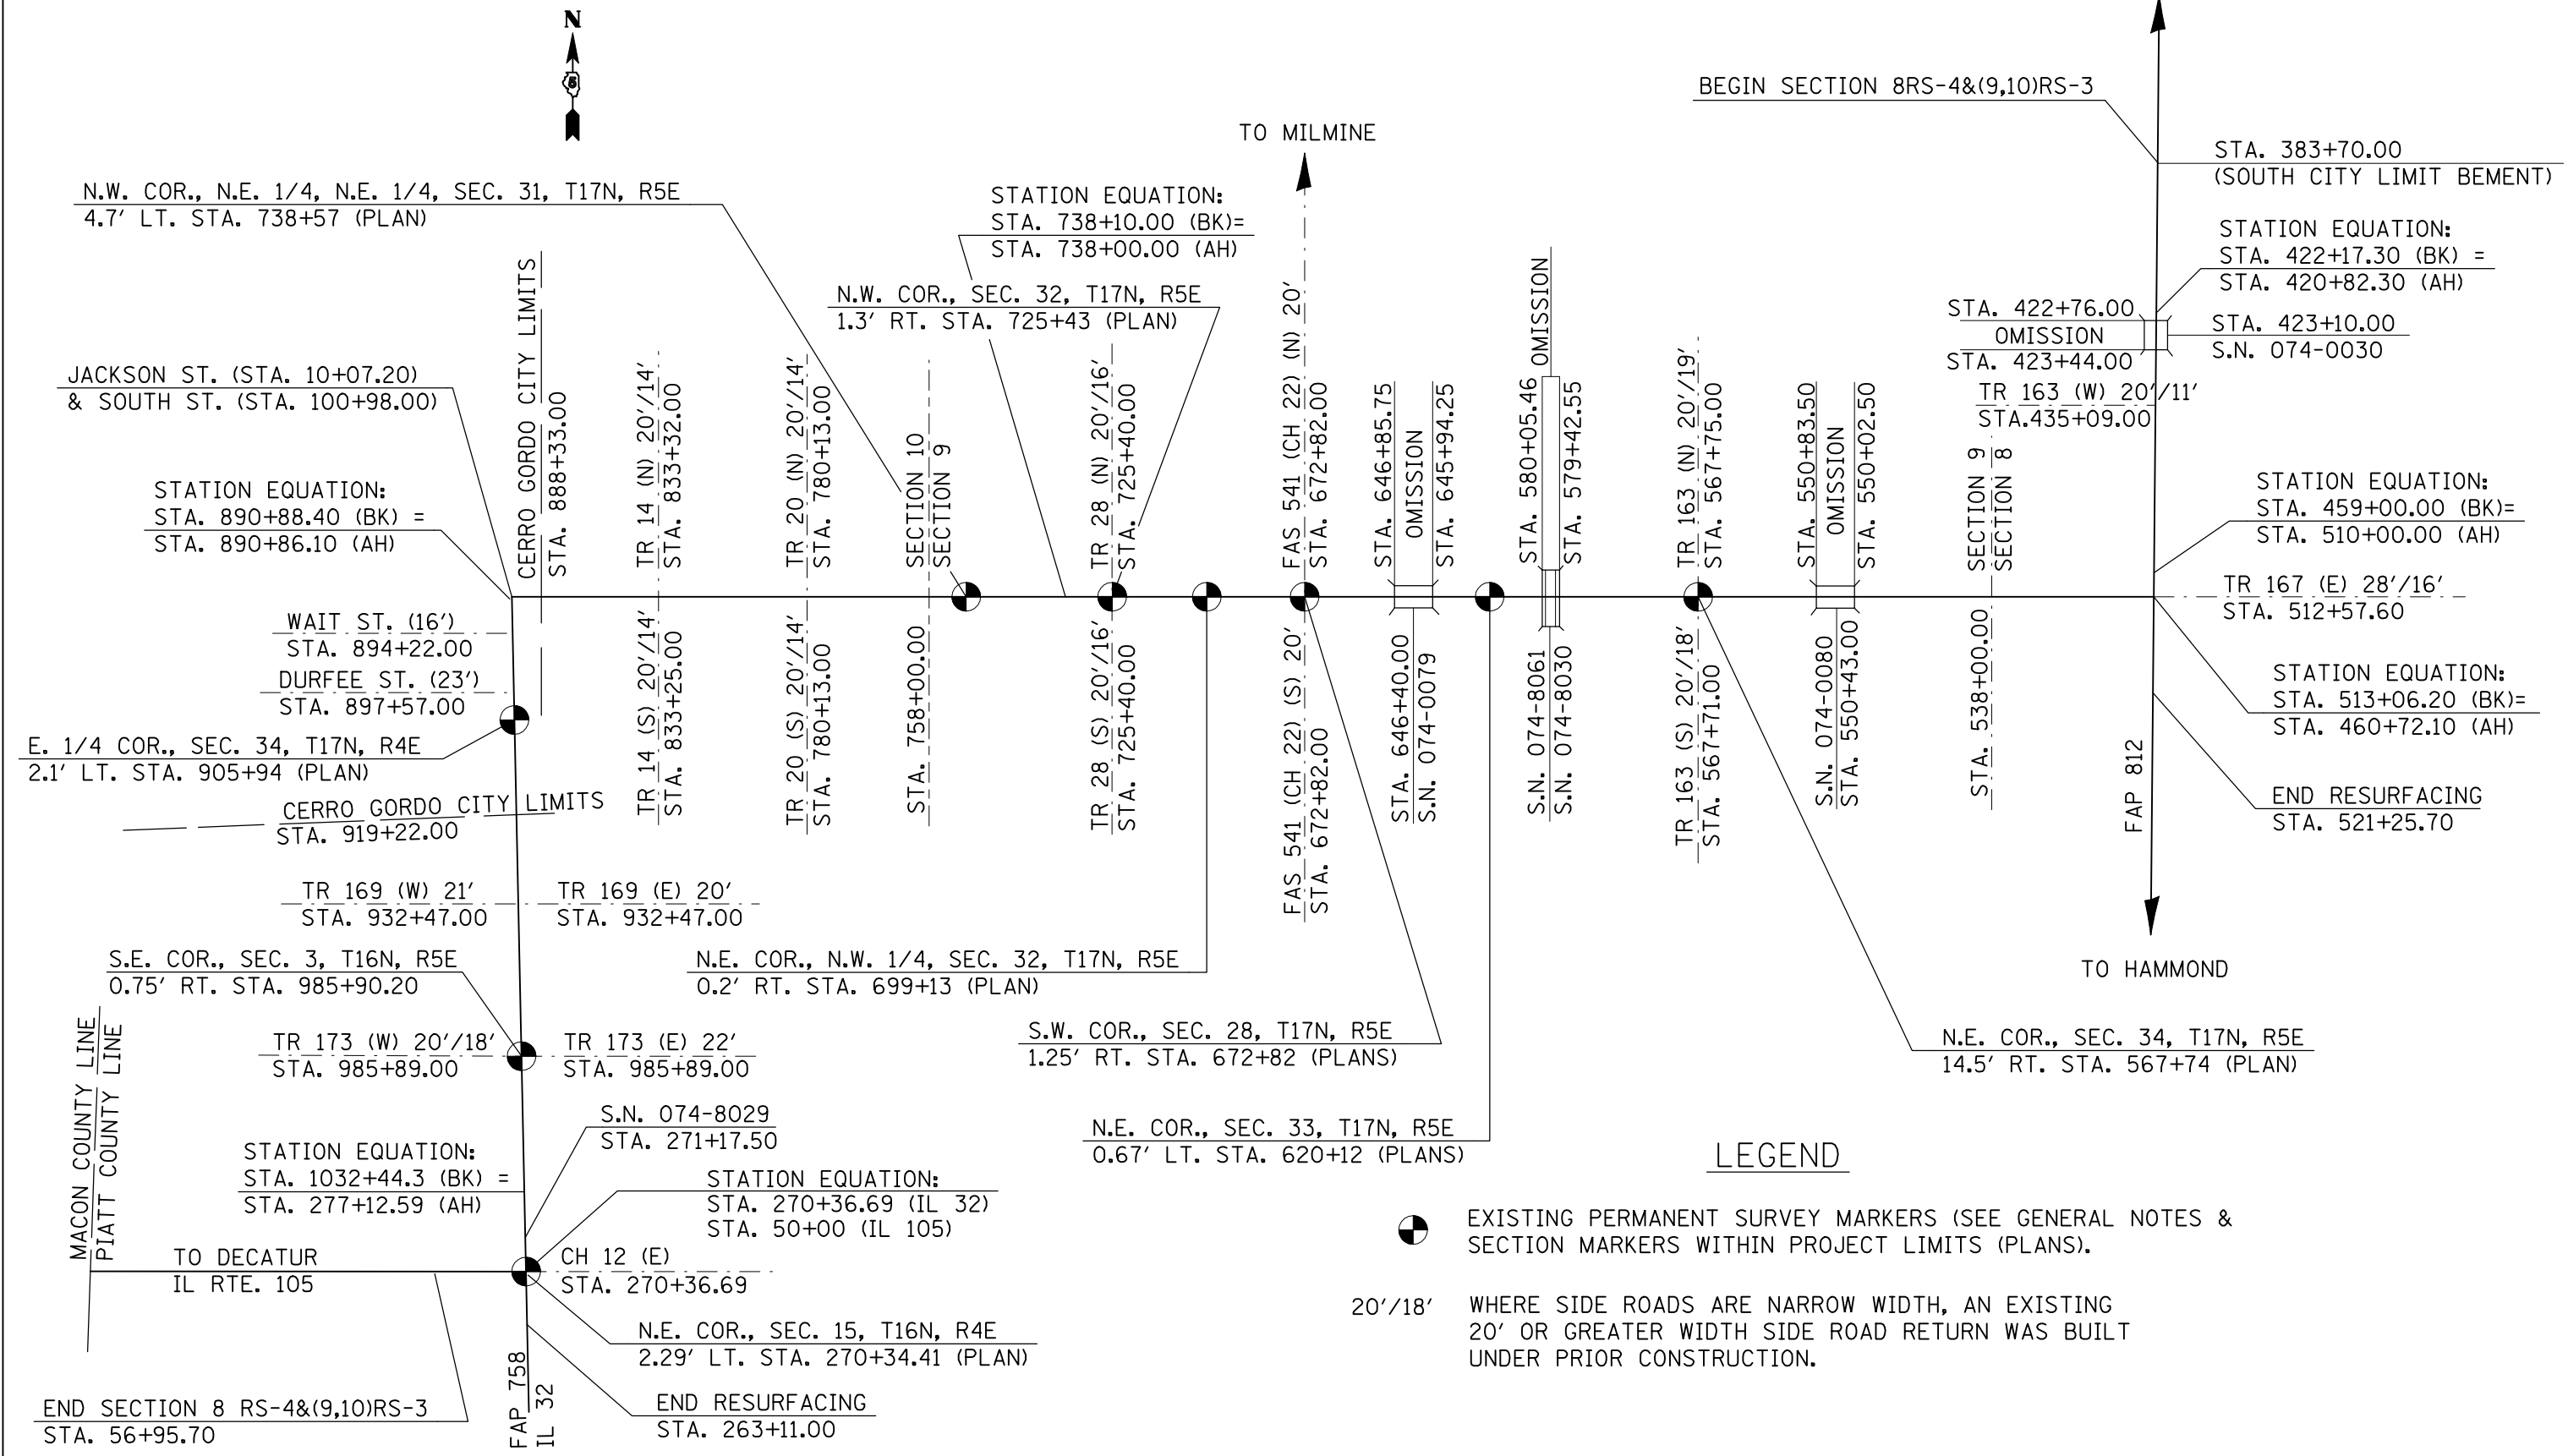 N
5
TO MILMINE
BEGIN SECTION 8RS-4&(9,10)RS-3
STA. 383+70.00
(SOUTH CITY LIMIT BEMENT)
N.W. COR., N.E. 1/4, N.E. 1/4, SEC. 31, T17N, R5E
4.7' LT. STA. 738+57 (PLAN)
STATION EQUATION:
STA. 738+10.00 (BK)=
STA. 738+00.00 (AH)
STATION EQUATION:
STA. 422+17.30 (BK) =
STA. 420+82.30 (AH)
N.W. COR., SEC. 32, T17N, R5E
1.3' RT. STA. 725+43 (PLAN)
STA. 422+76.00
OMISSION
STA. 423+44.00
STA. 423+10.00
S.N. 074-0030
TR 163 (W) 20'/11'
STA.435+09.00
JACKSON ST. (STA. 10+07.20)
& SOUTH ST. (STA. 100+98.00)
STATION EQUATION:
STA. 890+88.40 (BK) =
STA. 890+86.10 (AH)
CERRO GORDO CITY LIMITS
STA. 888+33.00
TR 14 (N) 20'/14'
STA. 833+32.00
TR 20 (N) 20'/14'
STA. 780+13.00
SECTION 10
SECTION 9
TR 28 (N) 20'/16'
STA. 725+40.00
FAS 541 (CH 22) (N) 20'
STA. 672+82.00
STA. 646+85.75
OMISSION
STA. 645+94.25
STA. 580+05.46
OMISSION
STA. 579+42.55
TR 163 (N) 20'/19'
STA. 567+75.00
STA. 550+83.50
OMISSION
STA. 550+02.50
SECTION 9
SECTION 8
STATION EQUATION:
STA. 459+00.00 (BK)=
STA. 510+00.00 (AH)
TR 167 (E) 28'/16'
STA. 512+57.60
STATION EQUATION:
STA. 513+06.20 (BK)=
STA. 460+72.10 (AH)
END RESURFACING
STA. 521+25.70
FAP 812
TO HAMMOND
WAIT ST. (16')
STA. 894+22.00
DURFEE ST. (23')
STA. 897+57.00
E. 1/4 COR., SEC. 34, T17N, R4E
2.1' LT. STA. 905+94 (PLAN)
CERRO GORDO CITY LIMITS
STA. 919+22.00
TR 14 (S) 20'/14'
STA. 833+25.00
TR 20 (S) 20'/14'
STA. 780+13.00
STA. 758+00.00
TR 28 (S) 20'/16'
STA. 725+40.00
FAS 541 (CH 22) (S) 20'
STA. 672+82.00
STA. 646+40.00
S.N. 074-0079
S.N. 074-8061
S.N. 074-8030
TR 163 (S) 20'/18'
STA. 567+71.00
S.N. 074-0080
STA. 550+43.00
STA. 538+00.00
TR 169 (W) 21'
STA. 932+47.00
TR 169 (E) 20'
STA. 932+47.00
S.E. COR., SEC. 3, T16N, R5E
0.75' RT. STA. 985+90.20
N.E. COR., N.W. 1/4, SEC. 32, T17N, R5E
0.2' RT. STA. 699+13 (PLAN)
TR 173 (W) 20'/18'
STA. 985+89.00
TR 173 (E) 22'
STA. 985+89.00
S.W. COR., SEC. 28, T17N, R5E
1.25' RT. STA. 672+82 (PLANS)
N.E. COR., SEC. 34, T17N, R5E
14.5' RT. STA. 567+74 (PLAN)
MACON COUNTY LINE
PIATT COUNTY LINE
S.N. 074-8029
STA. 271+17.50
N.E. COR., SEC. 33, T17N, R5E
0.67' LT. STA. 620+12 (PLANS)
STATION EQUATION:
STA. 1032+44.3 (BK) =
STA. 277+12.59 (AH)
STATION EQUATION:
STA. 270+36.69 (IL 32)
STA. 50+00 (IL 105)
TO DECATUR
IL RTE. 105
CH 12 (E)
STA. 270+36.69
N.E. COR., SEC. 15, T16N, R4E
2.29' LT. STA. 270+34.41 (PLAN)
END RESURFACING
STA. 263+11.00
FAP 758
IL 32
END SECTION 8 RS-4&(9,10)RS-3
STA. 56+95.70
LEGEND
EXISTING PERMANENT SURVEY MARKERS (SEE GENERAL NOTES &
SECTION MARKERS WITHIN PROJECT LIMITS (PLANS).
20'/18' WHERE SIDE ROADS ARE NARROW WIDTH, AN EXISTING
20' OR GREATER WIDTH SIDE ROAD RETURN WAS BUILT
UNDER PRIOR CONSTRUCTION.